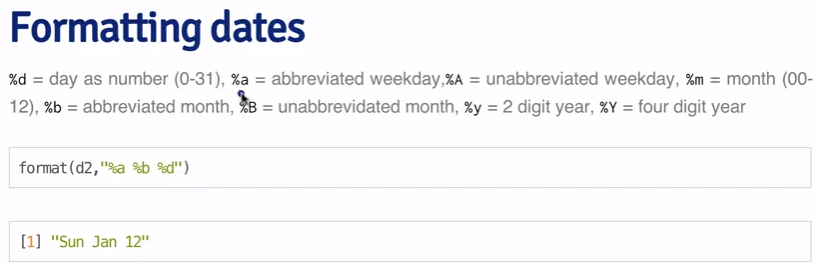 Formatting dates
%d = day as number (0-31), %a = abbreviated weekday,%A = unabbreviated weekday, %m = month (00-
12), %b = abbreviated month, %B = unabbrevidated month, %y = 2 digit year, %Y = four digit year
format(d2,"%a %b %d")
[1] "Sun Jan 12"